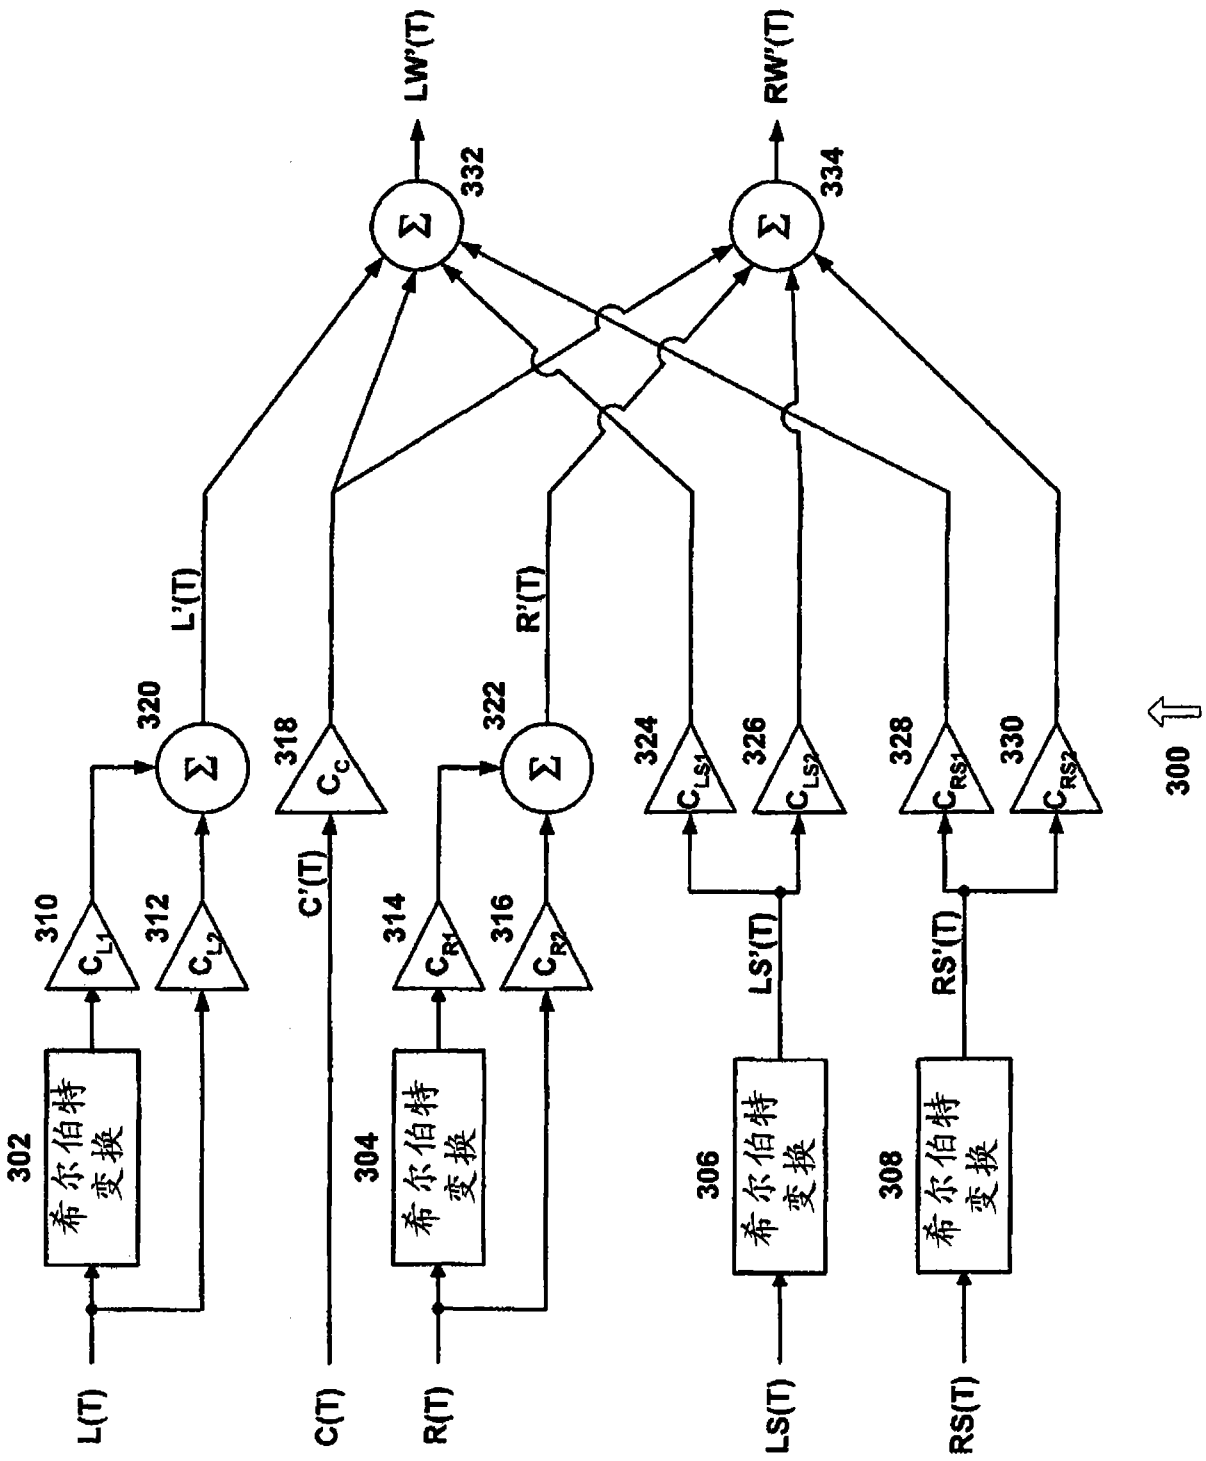 L(T)
302
希尔伯特
变换
310
C_L1
312
C_L2
320
Σ
L'(T)
C(T)
C'(T)
318
C_C
R(T)
304
希尔伯特
变换
314
C_R1
316
C_R2
322
Σ
R'(T)
LS(T)
306
希尔伯特
变换
LS'(T)
324
C_LS1
326
C_LS2
RS(T)
308
希尔伯特
变换
RS'(T)
328
C_RS1
330
C_RS2
Σ
332
LW'(T)
Σ
334
RW'(T)
300